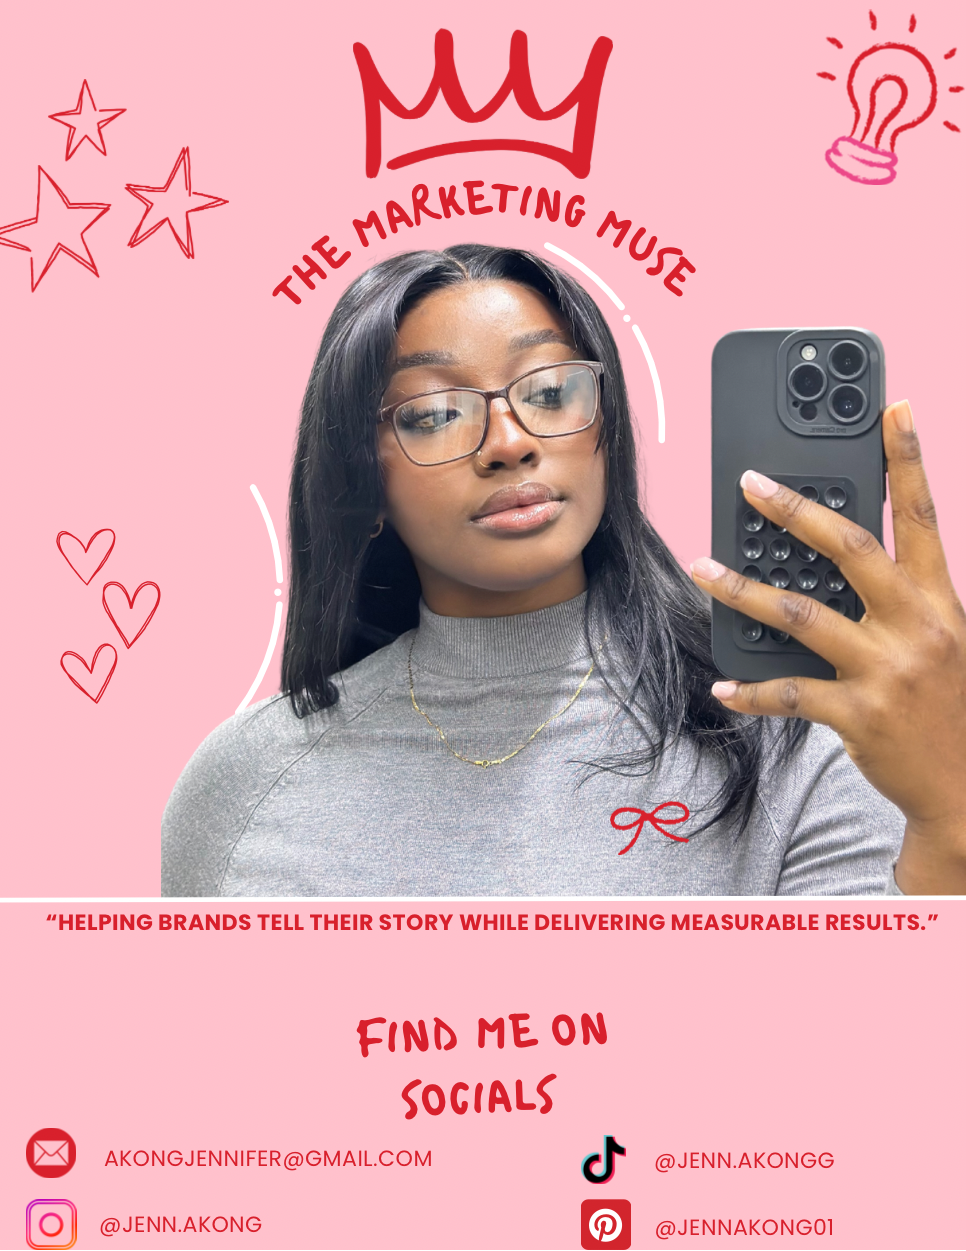 THE MARKETING MUSE
“HELPING BRANDS TELL THEIR STORY WHILE DELIVERING MEASURABLE RESULTS.”
FIND ME ON
SOCIALS
AKONGJENNIFER@GMAIL.COM
@JENN.AKONGG
@JENN.AKONG
@JENNAKONG01